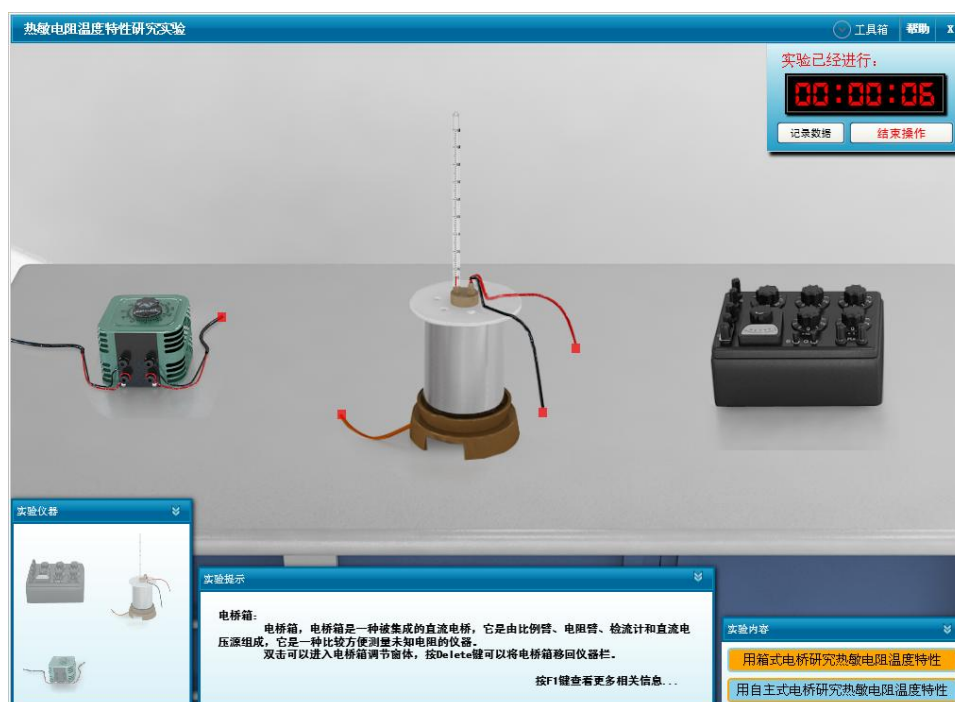 热敏电阻温度特性研究实验
工具箱 帮助 X
实验已经进行：
00:00:06
记录数据 结束操作
实验仪器
实验提示
电桥箱：
电桥箱，电桥箱是一种被集成的直流电桥，它是由比例臂、电阻臂、检流计和直流电
压源组成，它是一种比较方便测量未知电阻的仪器。
双击可以进入电桥箱调节窗体，按Delete键可以将电桥箱移回仪器栏。
按F1键查看更多相关信息...
实验内容
用箱式电桥研究热敏电阻温度特性
用自主式电桥研究热敏电阻温度特性